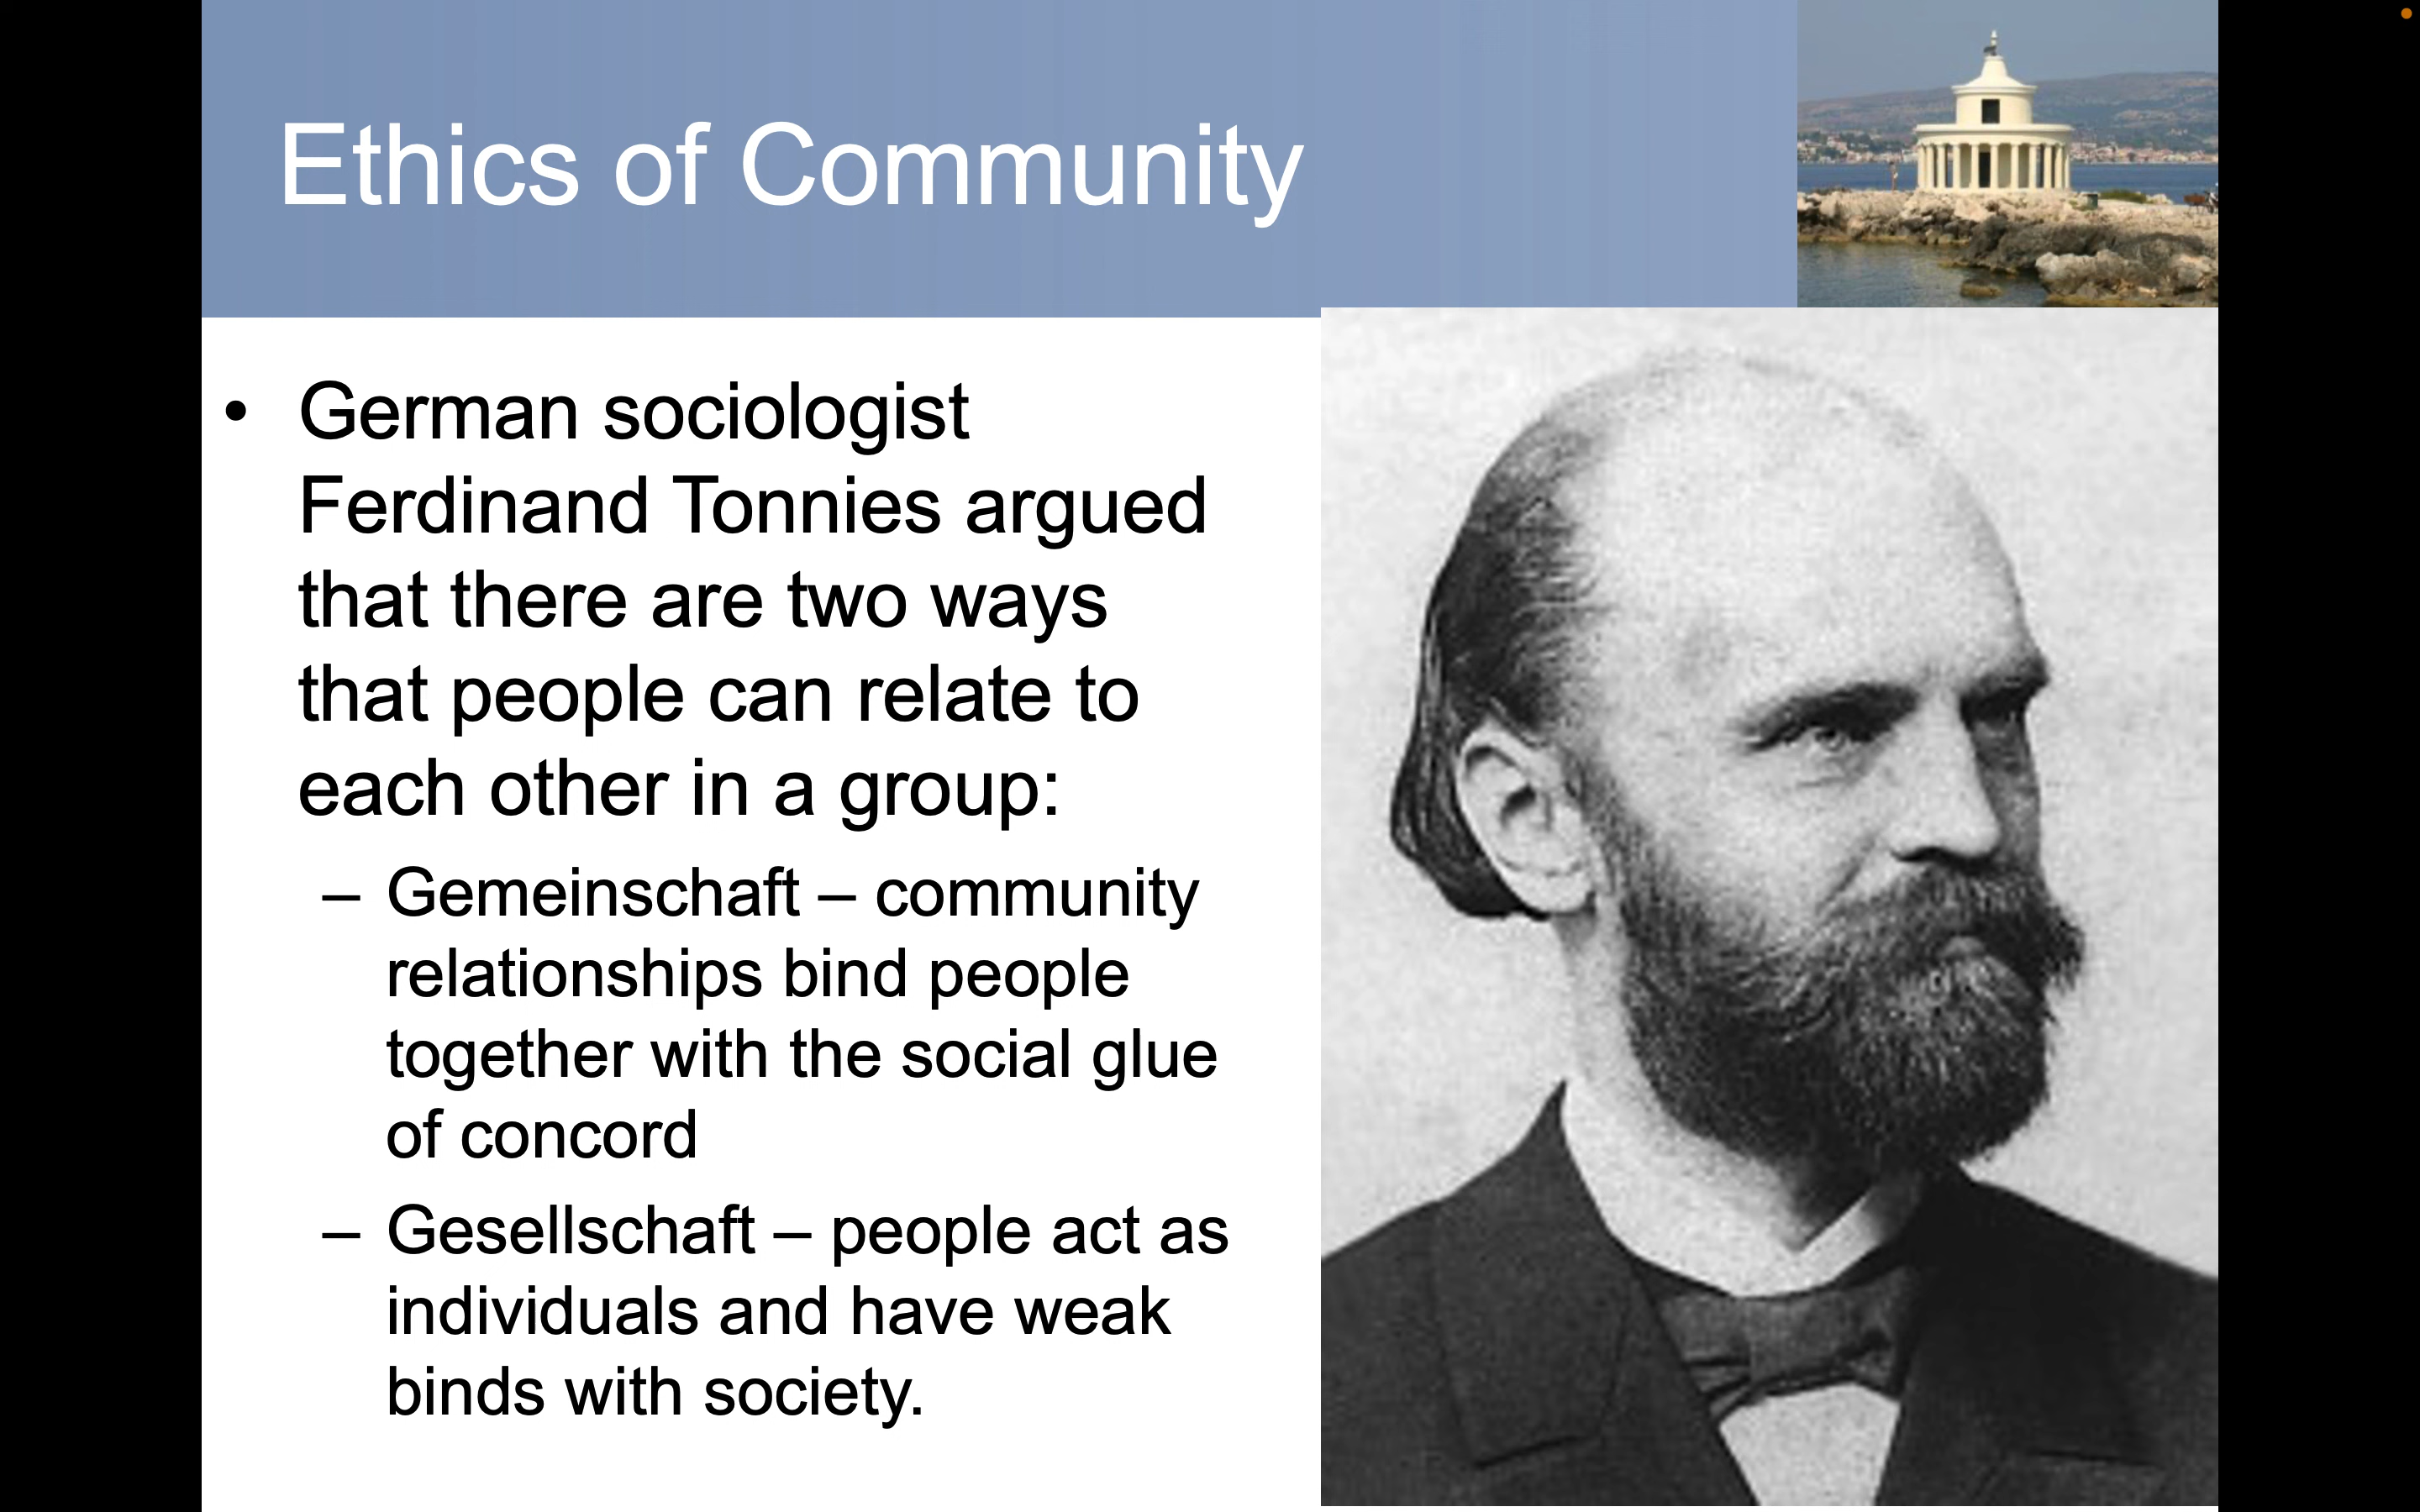 Ethics of Community
• German sociologist
Ferdinand Tonnies argued
that there are two ways
that people can relate to
each other in a group:
– Gemeinschaft – community
relationships bind people
together with the social glue
of concord
– Gesellschaft – people act as
individuals and have weak
binds with society.